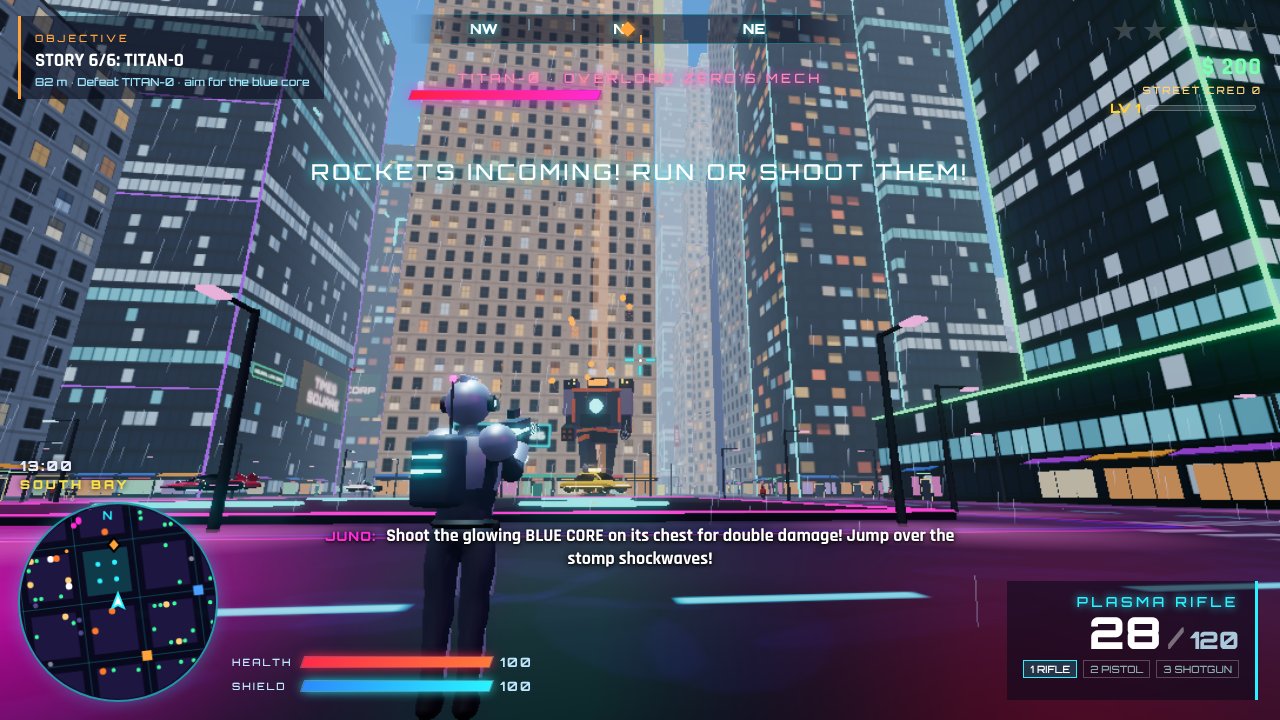 OBJECTIVE
STORY 6/6: TITAN-0
82 m · Defeat TITAN-0 · aim for the blue core
NW
N
NE
TITAN-0 · OVERLORD ZERO'S MECH
$ 200
STREET CRED 0
LV 1
ROCKETS INCOMING! RUN OR SHOOT THEM!
TIMES
SQUARE
CORP
13:00
SOUTH BAY
N
JUNO: Shoot the glowing BLUE CORE on its chest for double damage! Jump over the
stomp shockwaves!
HEALTH 100
SHIELD 100
PLASMA RIFLE
28 / 120
1 RIFLE 2 PISTOL 3 SHOTGUN